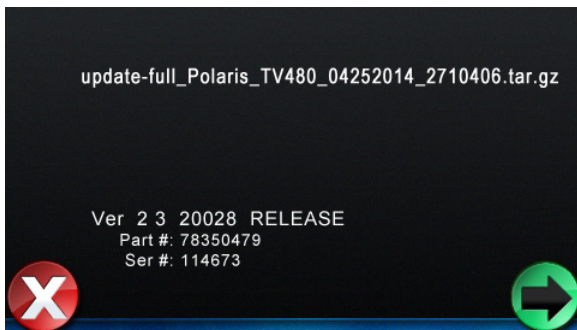 update-full_Polaris_TV480_04252014_2710406.tar.gz
Ver 2 3 20028 RELEASE
Part #: 78350479
Ser #: 114673